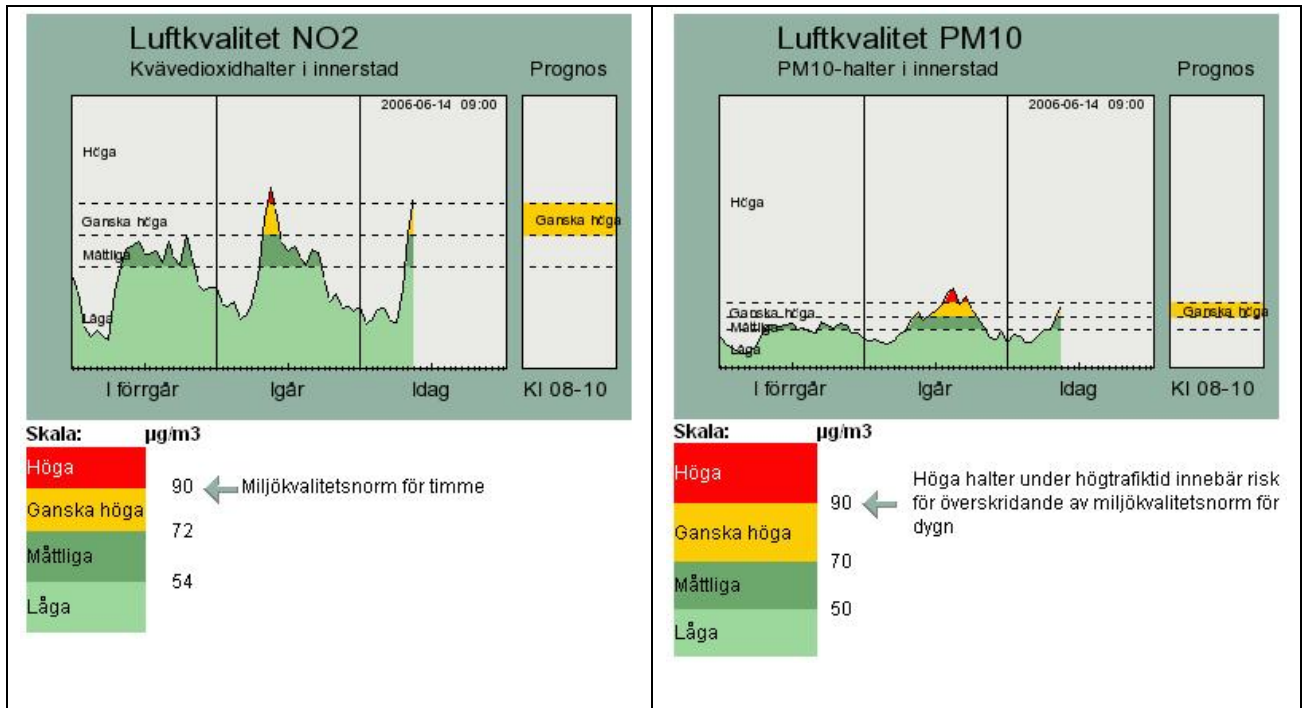 Luftkvalitet NO2
Kvävedioxidhalter i innerstad
Prognos
2006-06-14 09:00
Höga
Ganska höga
Måttliga
Låga
Ganska höga
I förrgår
Igår
Idag
Kl 08-10
Skala:
µg/m3
Höga
90
Miljökvalitetsnorm för timme
Ganska höga
72
Måttliga
54
Låga
Luftkvalitet PM10
PM10-halter i innerstad
Prognos
2006-06-14 09:00
Höga
Ganska höga
Måttliga
Låga
Ganska höga
I förrgår
Igår
Idag
Kl 08-10
Skala:
µg/m3
Höga
90
Höga halter under högtrafiktid innebär risk
för överskridande av miljökvalitetsnorm för
dygn
Ganska höga
70
Måttliga
50
Låga